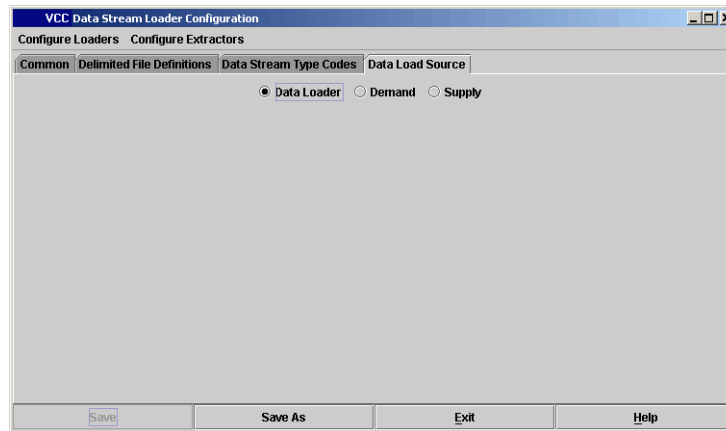 VCC Data Stream Loader Configuration
Configure Loaders Configure Extractors
Common Delimited File Definitions Data Stream Type Codes Data Load Source
Data Loader Demand Supply
Save Save As Exit Help